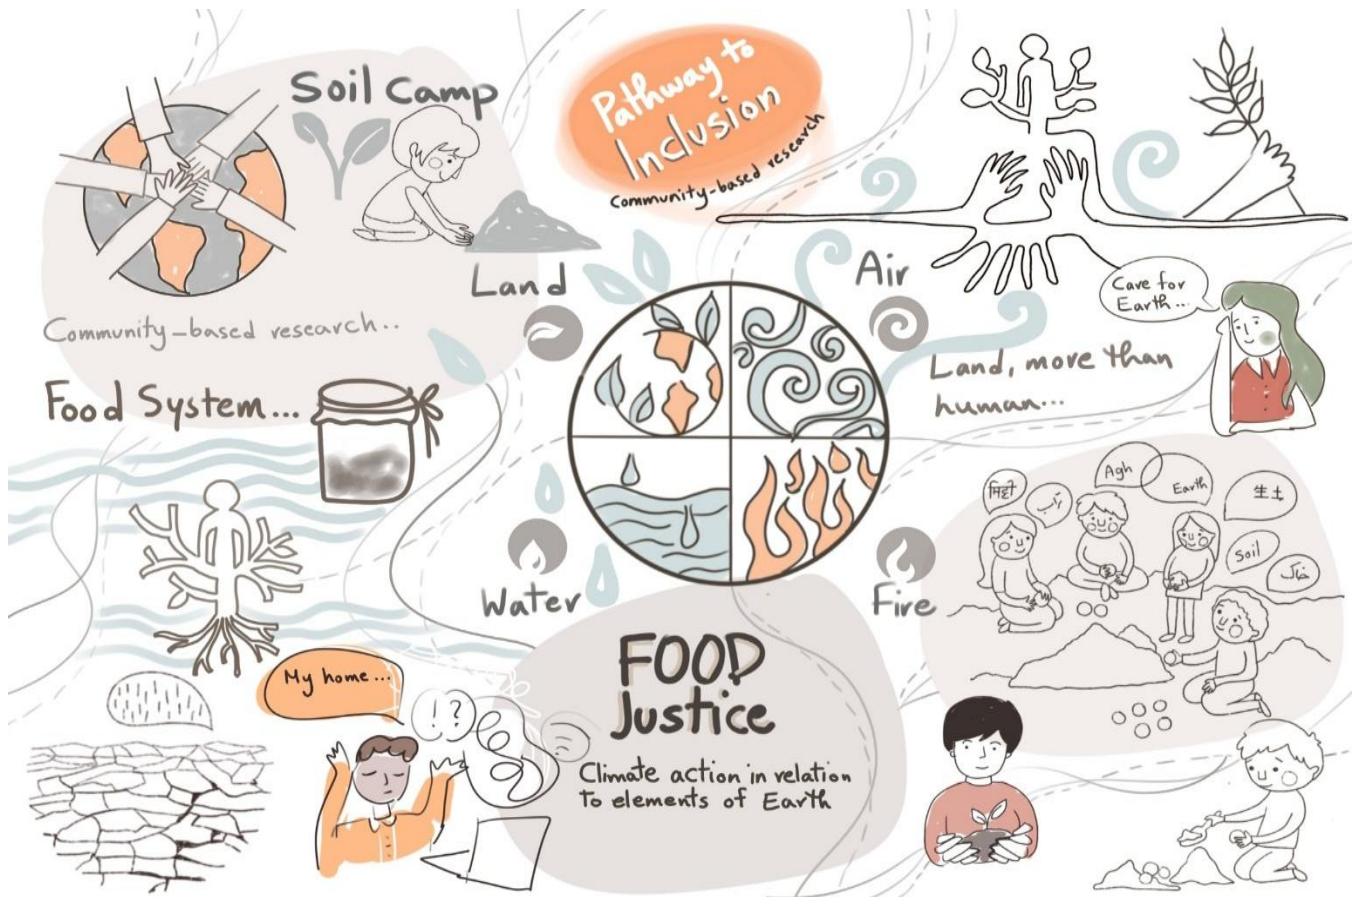 Soil Camp
Pathway to
Inclusion
Community-based research
Land
Air
Care for
Earth...
Community-based research..
Land, more than
human...
Food System...
मिट्टी
Agh
Earth
生土
Soil
خاک
Water
Fire
My home...
! ?
FOOD
Justice
Climate action in relation
to elements of Earth